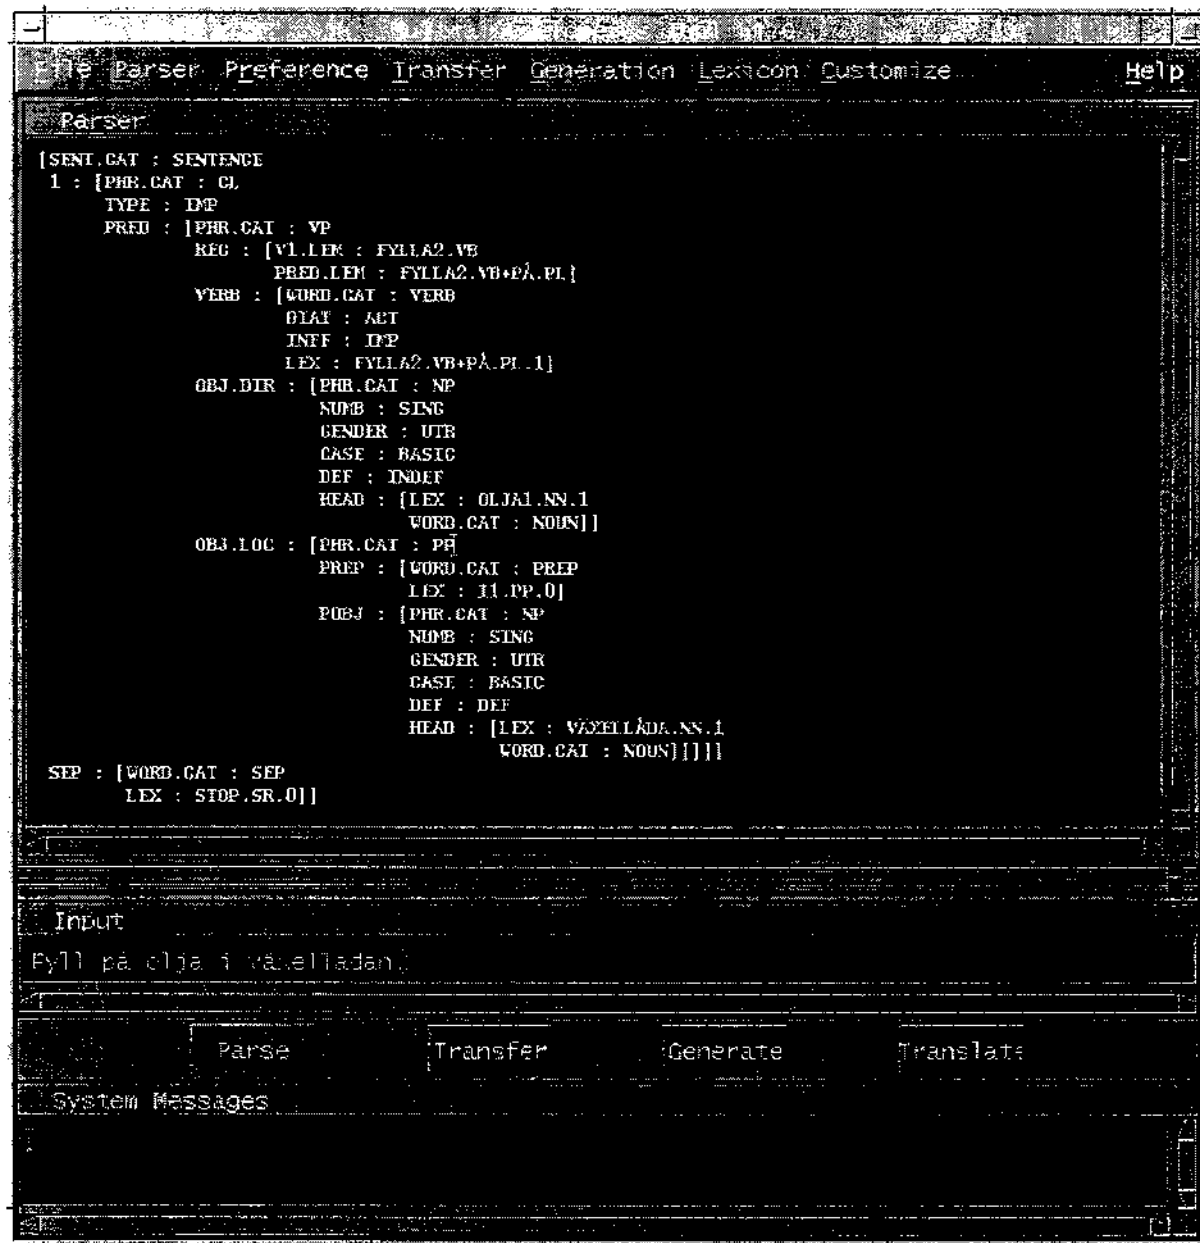 File Parser Preference Transfer Generation Lexicon Customize Help
Parser
[SENT.CAT : SENTENCE
1 : [PHR.CAT : CL
TYPE : IMP
PRED : [PHR.CAT : VP
REG : [V1.LEM : FYLLA2.VB
PRED.LEM : FYLLA2.VB+PÅ.PL]
VERB : [WORD.CAT : VERB
DIAT : ACT
INFF : IMP
LEX : FYLLA2.VB+PÅ.PL.1]
OBJ.DIR : [PHR.CAT : NP
NUMB : SING
GENDER : UTR
CASE : BASIC
DEF : INDEF
HEAD : [LEX : OLJA1.NN.1
WORD.CAT : NOUN]]
OBJ.LOC : [PHR.CAT : PP
PREP : [WORD.CAT : PREP
LEX : I1.PP.0]
POBJ : [PHR.CAT : NP
NUMB : SING
GENDER : UTR
CASE : BASIC
DEF : DEF
HEAD : [LEX : VÄXELLÅDA.NN.1
WORD.CAT : NOUN]]]]]
SEP : [WORD.CAT : SEP
LEX : STOP.SR.0]]
Input
Fyll på olja i växellådan.
Parse Transfer Generate Translate
System Messages